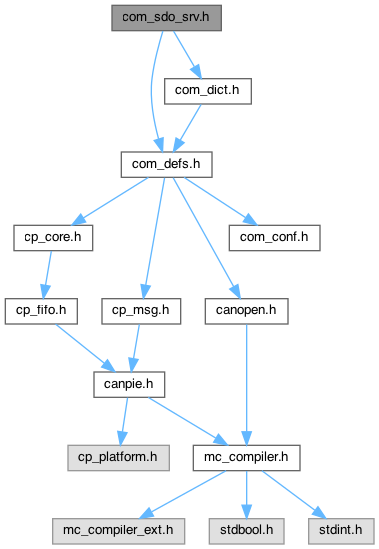 com_sdo_srv.h
com_dict.h
com_defs.h
cp_core.h
com_conf.h
cp_fifo.h
cp_msg.h
canopen.h
canpie.h
cp_platform.h
mc_compiler.h
mc_compiler_ext.h
stdbool.h
stdint.h